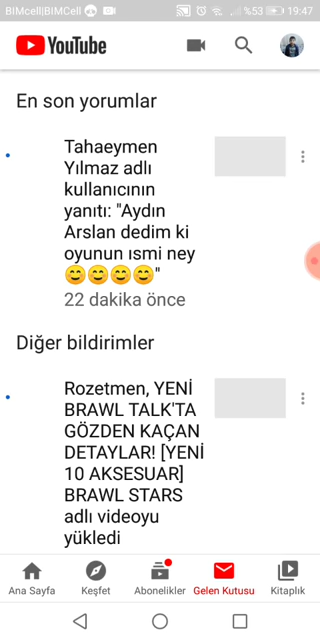 BIMcell|BIMCell %53 19:47
YouTube
En son yorumlar
Tahaeymen
Yılmaz adlı
kullanıcının
yanıtı: "Aydın
Arslan dedim ki
oyunun ısmi ney
😊😊😊😊"
22 dakika önce
Diğer bildirimler
Rozetmen, YENİ
BRAWL TALK'TA
GÖZDEN KAÇAN
DETAYLAR! [YENİ
10 AKSESUAR]
BRAWL STARS
adlı videoyu
yükledi
Ana Sayfa Keşfet Abonelikler Gelen Kutusu Kitaplık